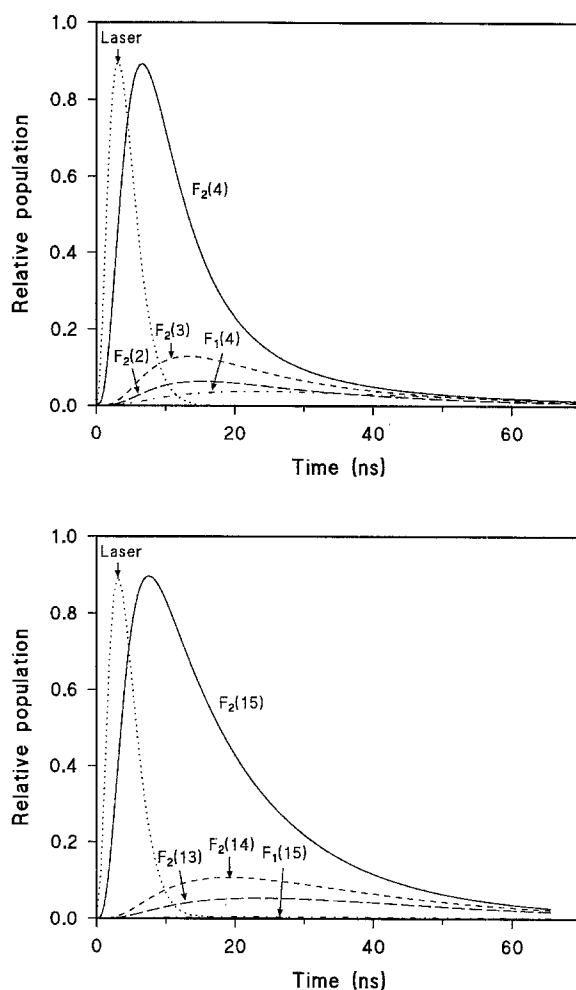 1.0
Laser
0.8
0.6
F₂(4)
0.4
F₂(3)
F₁(4)
0.2
F₂(2)
0.0
0 20 40 60
Relative population
Time (ns)
1.0
Laser
0.8
0.6
F₂(15)
0.4
F₂(14)
F₂(13)
F₁(15)
0.2
0.0
0 20 40 60
Relative population
Time (ns)